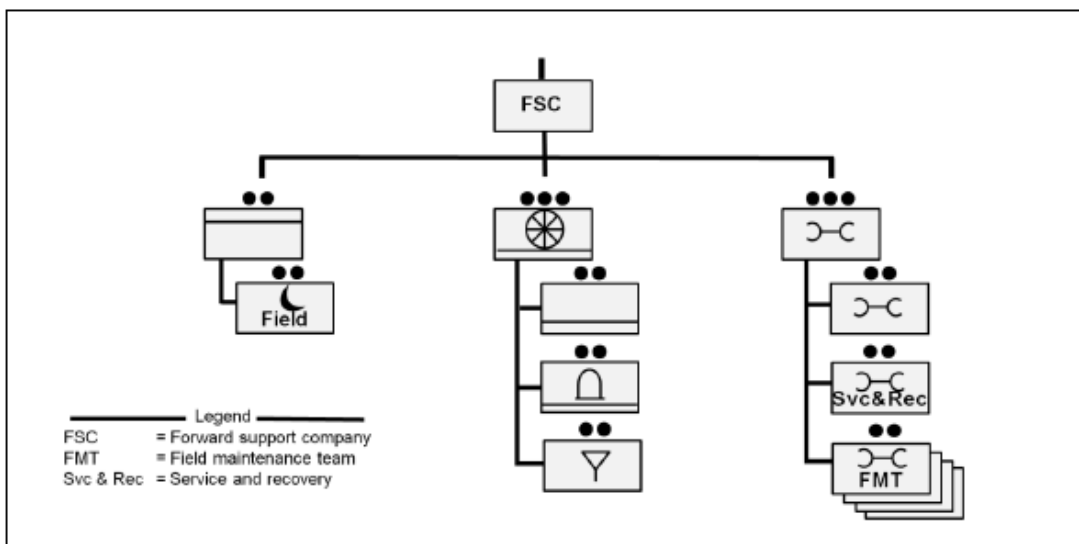 FSC
Field
Svc&Rec
FMT
Legend
FSC = Forward support company
FMT = Field maintenance team
Svc & Rec = Service and recovery